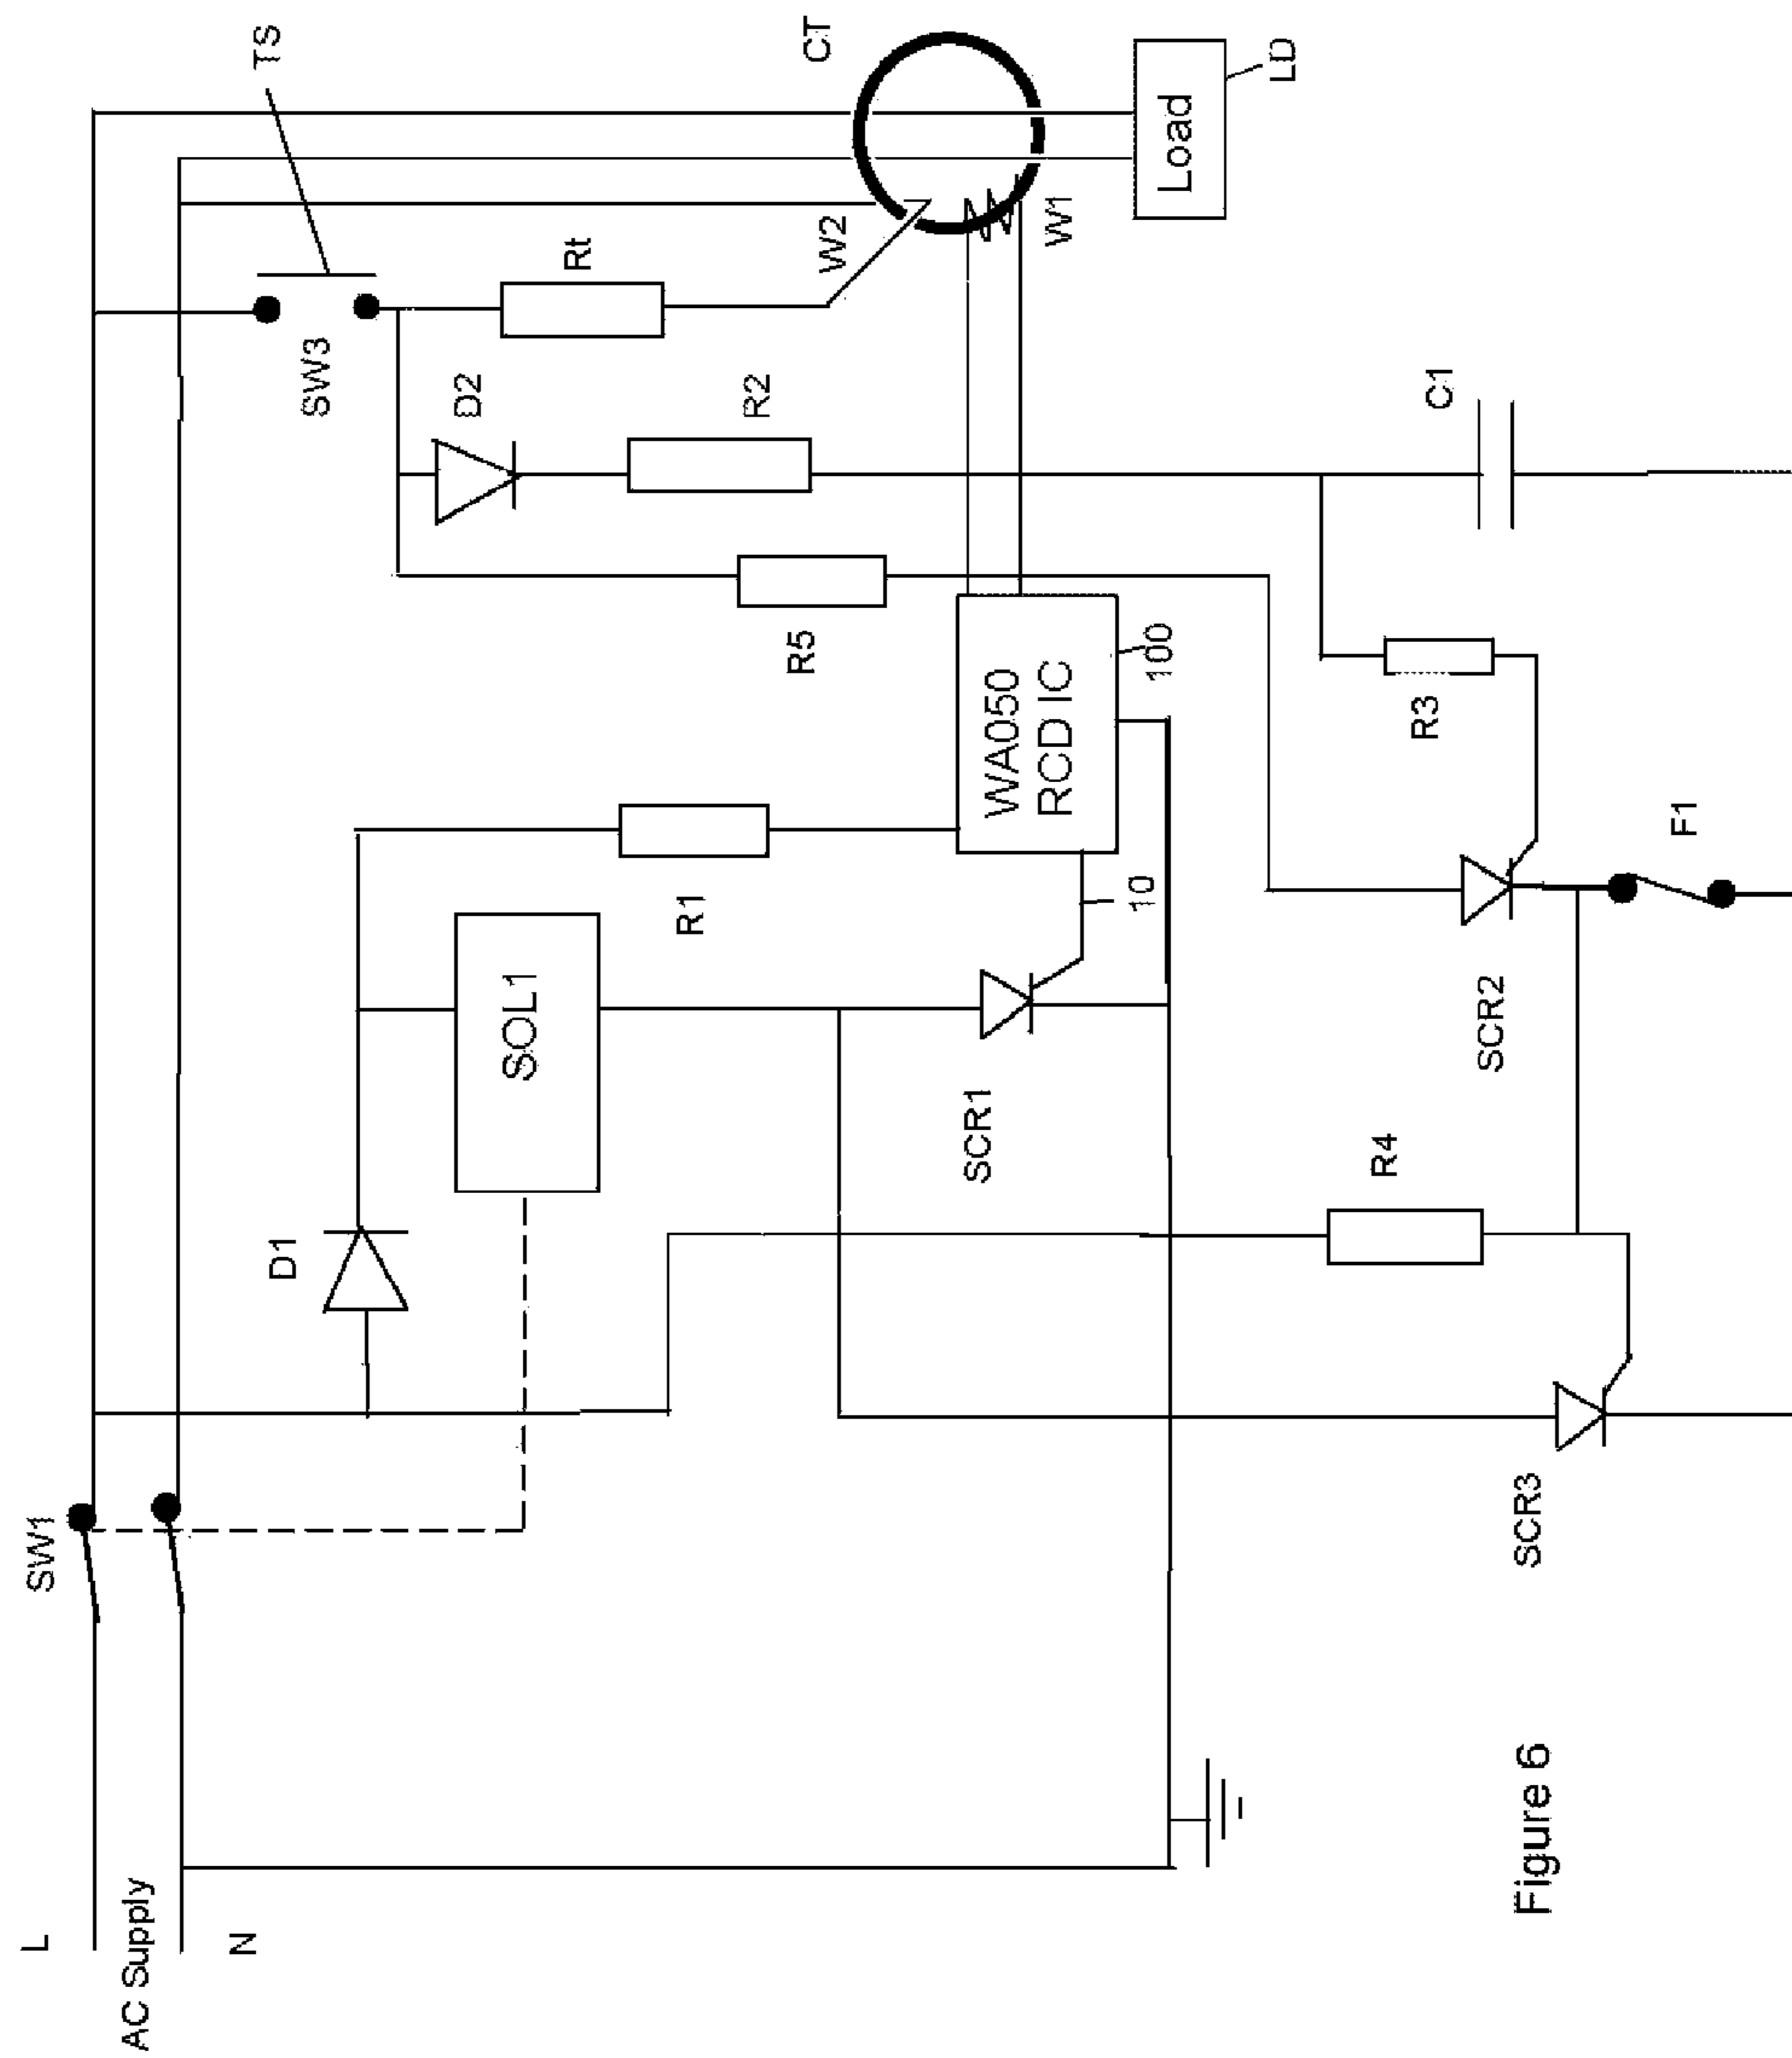 L
AC Supply
N
SW1
D1
SOL1
R1
SW3
TS
D2
R2
Rt
R5
W2
CT
W1
Load
LD
WA050
RCD IC
100
10
SCR1
R4
R3
C1
SCR2
F1
SCR3
Figure 6